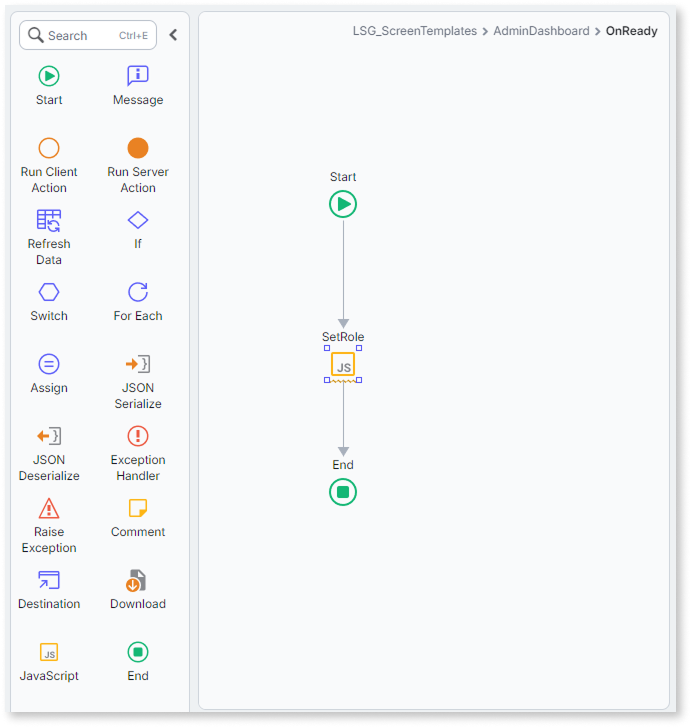 Search Ctrl+E
LSG_ScreenTemplates > AdminDashboard > OnReady
Start
Message
Run Client
Action
Run Server
Action
Refresh
Data
If
Switch
For Each
Assign
JSON
Serialize
JSON
Deserialize
Exception
Handler
Raise
Exception
Comment
Destination
Download
JS
JavaScript
End
Start
SetRole
JS
End